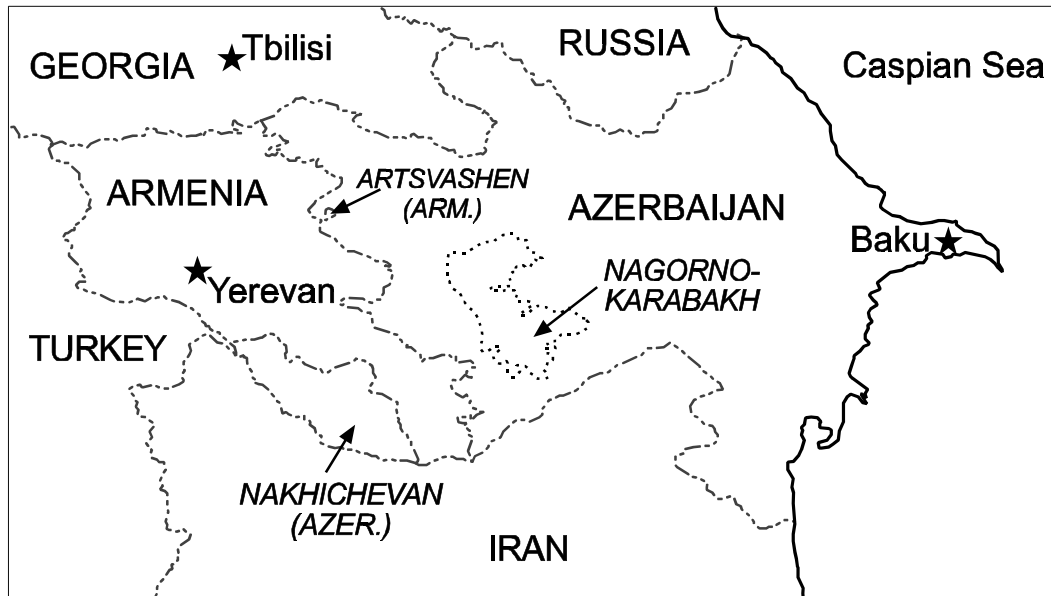 RUSSIA
Tbilisi
GEORGIA
Caspian Sea
ARTSVASHEN
(ARM.)
ARMENIA
AZERBAIJAN
Baku
NAGORNO-
KARABAKH
Yerevan
TURKEY
NAKHICHEVAN
(AZER.)
IRAN